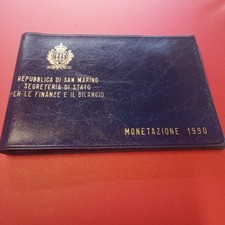 REPUBBLICA DI SAN MARINO
SEGRETERIA DI STATO
PER LE FINANZE E IL BILANCIO
MONETAZIONE 1990